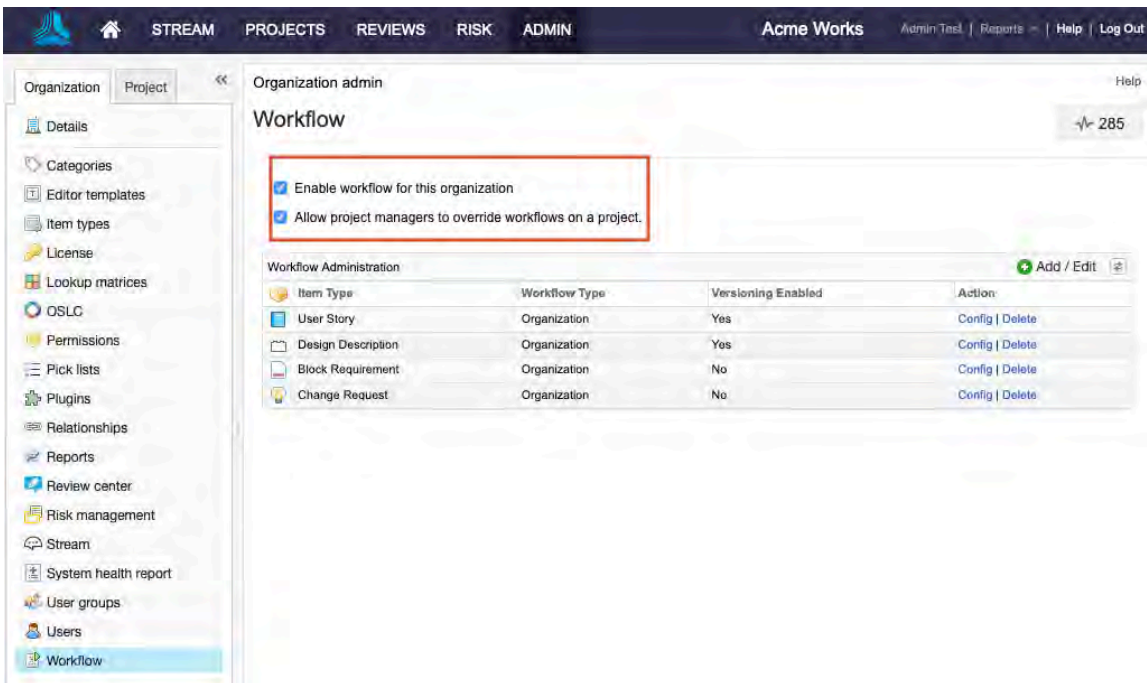 STREAM PROJECTS REVIEWS RISK ADMIN Acme Works Admin Test | Reports | Help | Log Out
Organization Project
Details
Categories
Editor templates
Item types
License
Lookup matrices
OSLC
Permissions
Pick lists
Plugins
Relationships
Reports
Review center
Risk management
Stream
System health report
User groups
Users
Workflow
Organization admin Help
Workflow 285
Enable workflow for this organization
Allow project managers to override workflows on a project.
Workflow Administration Add / Edit
Item Type Workflow Type Versioning Enabled Action
User Story Organization Yes Config | Delete
Design Description Organization Yes Config | Delete
Block Requirement Organization No Config | Delete
Change Request Organization No Config | Delete